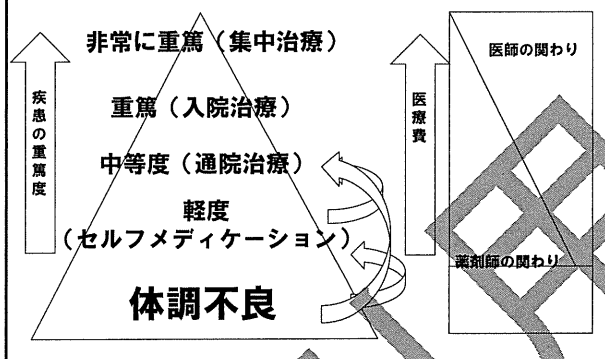 非常に重篤（集中治療）
重篤（入院治療）
中等度（通院治療）
軽度
（セルフメディケーション）
体調不良
疾患の重篤度
医療費
医師の関わり
薬剤師の関わり